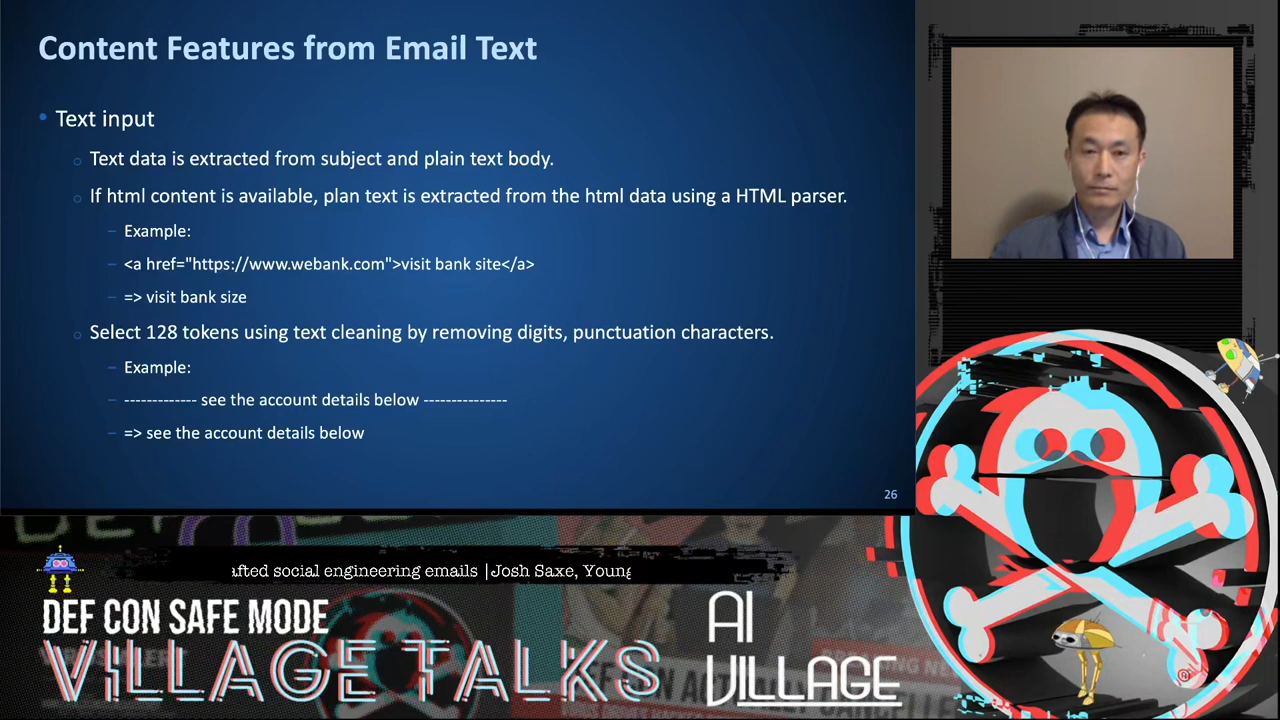 Content Features from Email Text
• Text input
○ Text data is extracted from subject and plain text body.
○ If html content is available, plan text is extracted from the html data using a HTML parser.
– Example:
– <a href="https://www.webank.com">visit bank site</a>
– => visit bank size
○ Select 128 tokens using text cleaning by removing digits, punctuation characters.
– Example:
– ------------- see the account details below ---------------
– => see the account details below
26
afted social engineering emails |Josh Saxe, Young
DEF CON SAFE MODE
VILLAGE TALKS
AI
VILLAGE